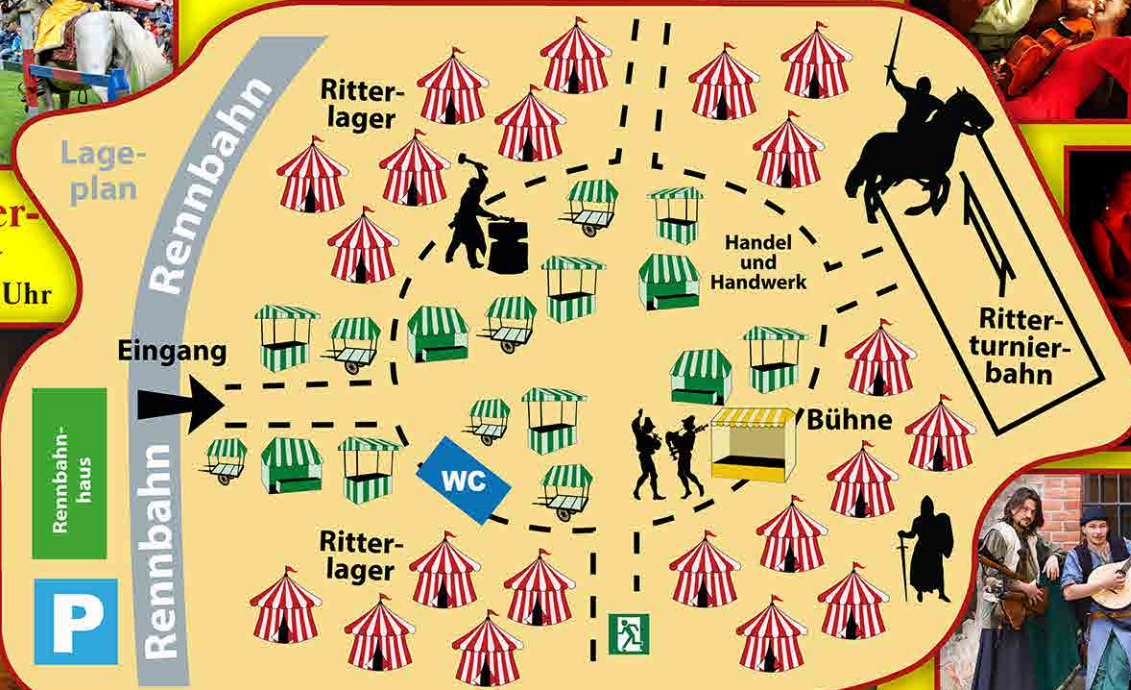 Lage-
plan
er-
Uhr
Rennbahn
Ritter-
lager
Handel
und
Handwerk
Ritter-
turnier-
bahn
Eingang
Bühne
WC
Rennbahn-
haus
Rennbahn
Ritter-
lager
P